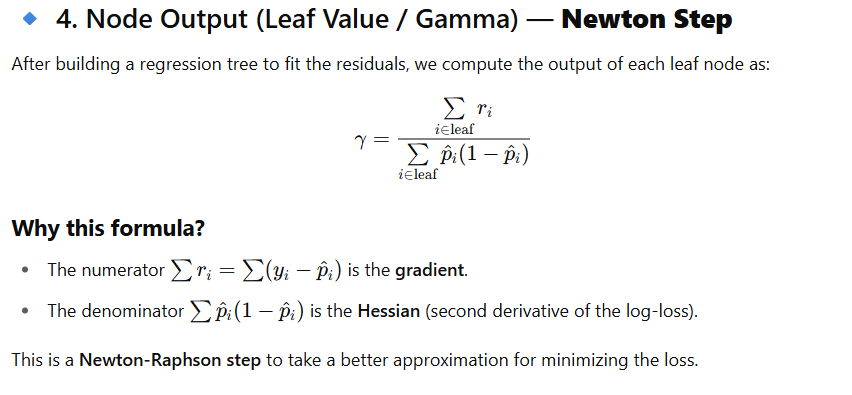 4. Node Output (Leaf Value / Gamma) — Newton Step
After building a regression tree to fit the residuals, we compute the output of each leaf node as:
γ = ∑_{i∈leaf} r_i / ∑_{i∈leaf} p̂_i(1 − p̂_i)
Why this formula?
• The numerator ∑ r_i = ∑(y_i − p̂_i) is the gradient.
• The denominator ∑ p̂_i(1 − p̂_i) is the Hessian (second derivative of the log-loss).
This is a Newton-Raphson step to take a better approximation for minimizing the loss.